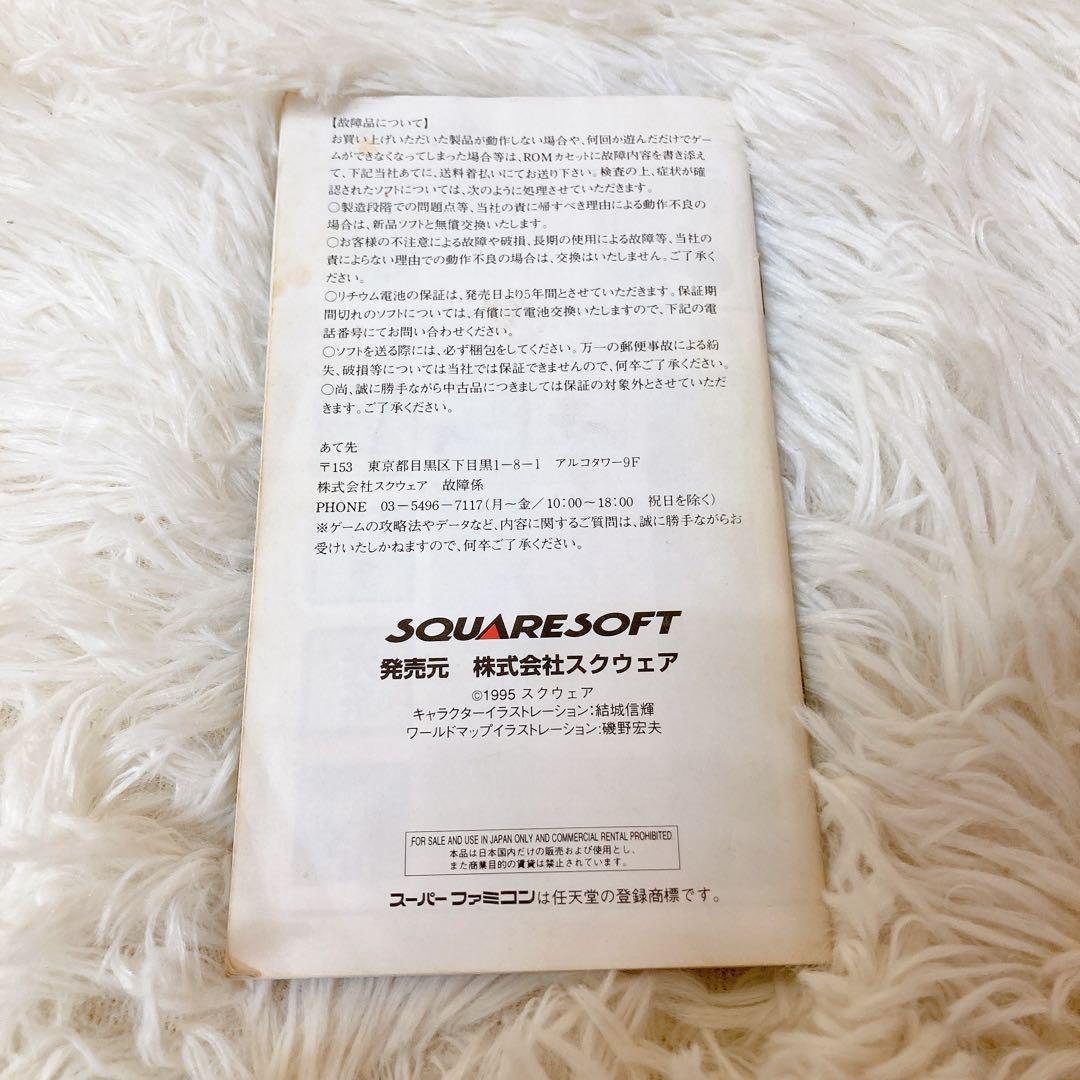 【故障品について】
お買い上げいただいた製品が動作しない場合や、何回か遊んだだけでゲー
ムができなくなってしまった場合等は、ROMカセットに故障内容を書き添え
て、下記当社あてに、送料着払いにてお送り下さい。検査の上、症状が確
認されたソフトについては、次のように処理させていただきます。
○製造段階での問題点等、当社の責に帰すべき理由による動作不良の
場合は、新品ソフトと無償交換いたします。
○お客様の不注意による故障や破損、長期の使用による故障等、当社の
責によらない理由での動作不良の場合は、交換はいたしません。ご了承く
ださい。
○リチウム電池の保証は、発売日より5年間とさせていただきます。保証期
間切れのソフトについては、有償にて電池交換いたしますので、下記の電
話番号にてお問い合わせください。
○ソフトを送る際には、必ず梱包をしてください。万一の郵便事故による紛
失、破損等については当社では保証できませんので、何卒ご了承ください。
○尚、誠に勝手ながら中古品につきましては保証の対象外とさせていただ
きます。ご了承ください。
あて先
〒153 東京都目黒区下目黒1-8-1 アルコタワー9F
株式会社スクウェア 故障係
PHONE 03-5496-7117(月〜金/10:00〜18:00 祝日を除く)
※ゲームの攻略法やデータなど、内容に関するご質問は、誠に勝手ながらお
受けいたしかねますので、何卒ご了承ください。
SQUARESOFT
発売元 株式会社スクウェア
©1995 スクウェア
キャラクターイラストレーション:結城信輝
ワールドマップイラストレーション:磯野宏夫
FOR SALE AND USE IN JAPAN ONLY AND COMMERCIAL RENTAL PROHIBITED
本品は日本国内だけの販売および使用とし、
また商業目的の賃貸は禁止されています。
スーパーファミコンは任天堂の登録商標です。